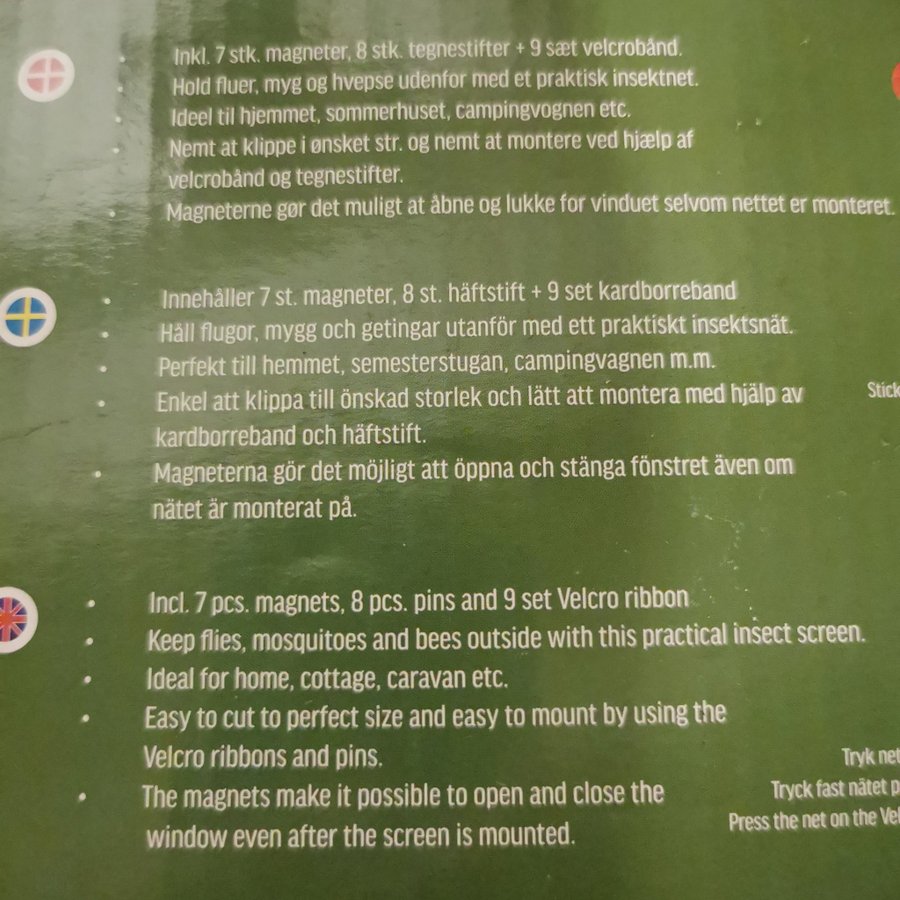 Inkl. 7 stk. magneter, 8 stk. tegnestifter + 9 sæt velcrobånd.
Hold fluer, myg og hvepse udenfor med et praktisk insektnet.
Ideel til hjemmet, sommerhuset, campingvognen etc.
Nemt at klippe i ønsket str. og nemt at montere ved hjælp af
velcrobånd og tegnestifter.
Magneterne gør det muligt at åbne og lukke for vinduet selvom nettet er monteret.
• Innehåller 7 st. magneter, 8 st. häftstift + 9 set kardborreband
• Håll flugor, mygg och getingar utanför med ett praktiskt insektsnät.
• Perfekt till hemmet, semesterstugan, campingvagnen m.m.
• Enkel att klippa till önskad storlek och lätt att montera med hjälp av
kardborreband och häftstift.
• Magneterna gör det möjligt att öppna och stänga fönstret även om
nätet är monterat på.
Stick
• Incl. 7 pcs. magnets, 8 pcs. pins and 9 set Velcro ribbon
• Keep flies, mosquitoes and bees outside with this practical insect screen.
• Ideal for home, cottage, caravan etc.
• Easy to cut to perfect size and easy to mount by using the
Velcro ribbons and pins.
• The magnets make it possible to open and close the
window even after the screen is mounted.
Tryk net
Tryck fast nätet p
Press the net on the Vel